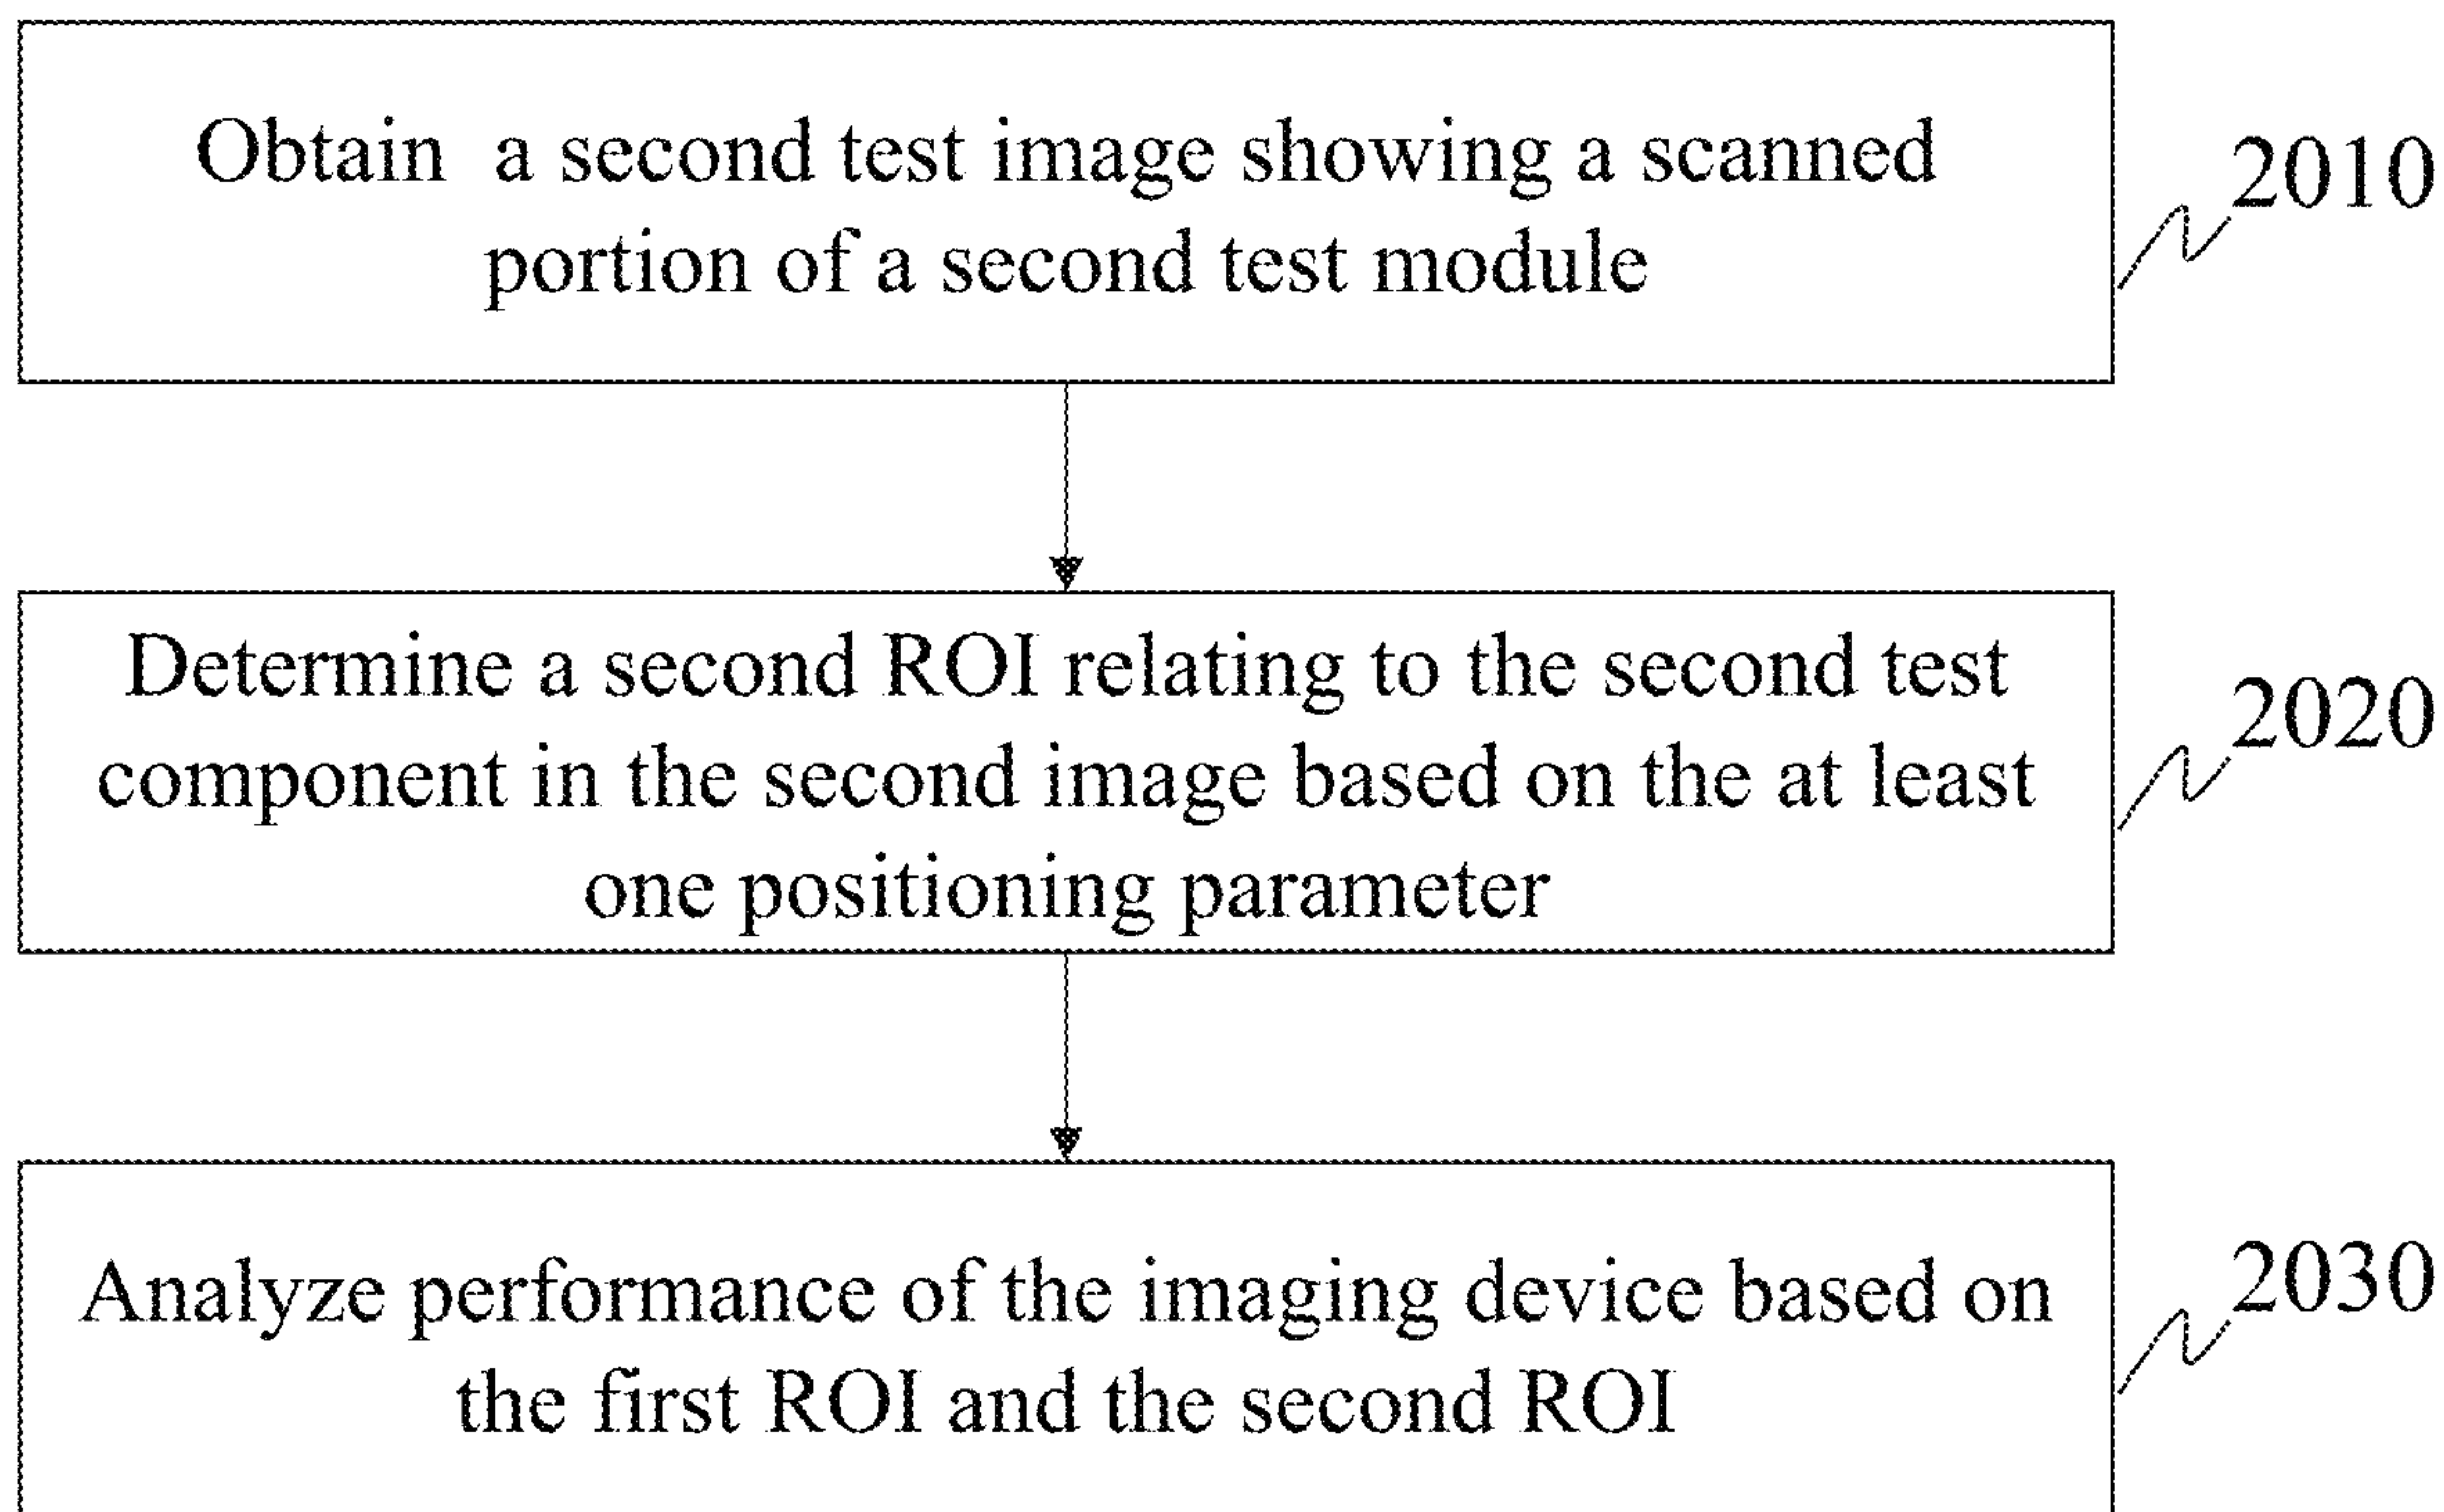 Obtain a second test image showing a scanned
portion of a second test module
2010
Determine a second ROI relating to the second test
component in the second image based on the at least
one positioning parameter
2020
Analyze performance of the imaging device based on
the first ROI and the second ROI
2030